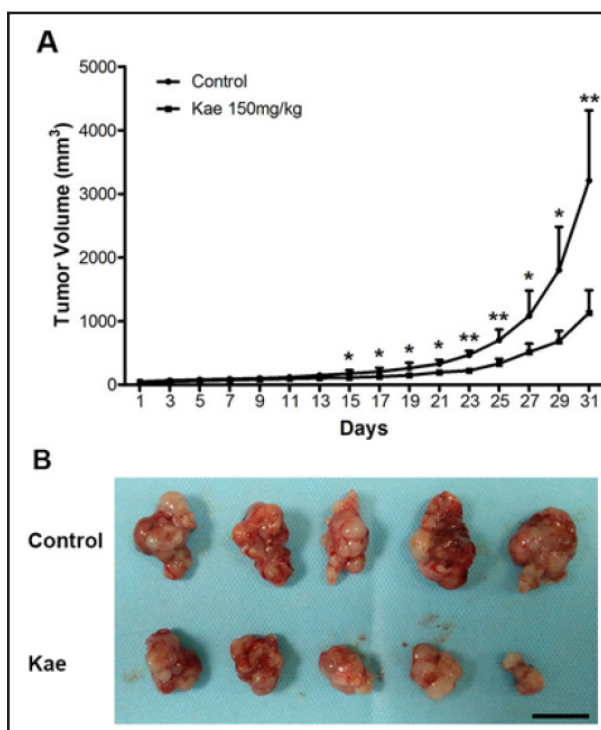 A
5000
4000
3000
2000
1000
0
Tumor Volume (mm³)
Control
Kae 150mg/kg
* * * * ** ** * * **
1 3 5 7 9 11 13 15 17 19 21 23 25 27 29 31
Days
B
Control
Kae